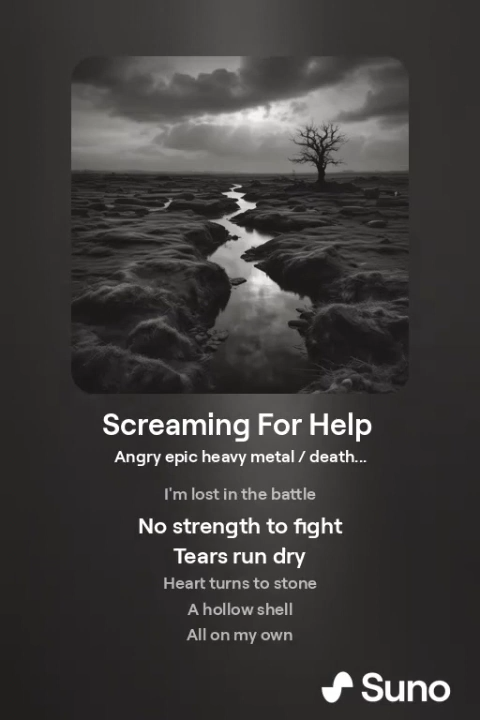 Screaming For Help
Angry epic heavy metal / death...
I'm lost in the battle
No strength to fight
Tears run dry
Heart turns to stone
A hollow shell
All on my own
Suno